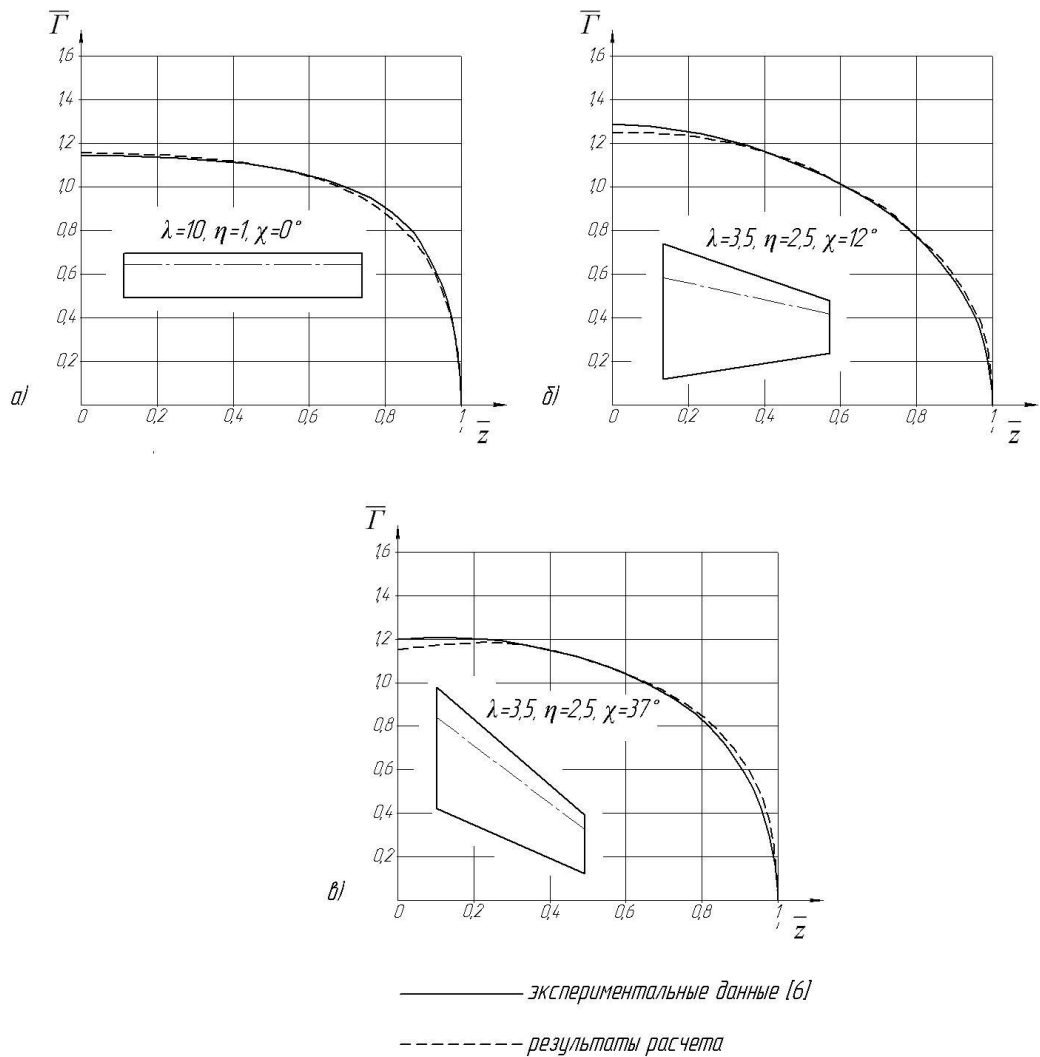 Γ̅
1,6
1,4
1,2
1,0
0,8
0,6
0,4
0,2
λ=10, η=1, χ=0°
а)
0 0,2 0,4 0,6 0,8 1
z̅
Γ̅
1,6
1,4
1,2
1,0
0,8
0,6
0,4
0,2
λ=3,5, η=2,5, χ=12°
б)
0 0,2 0,4 0,6 0,8 1
z̅
Γ̅
1,6
1,4
1,2
1,0
0,8
0,6
0,4
0,2
λ=3,5, η=2,5, χ=37°
в)
0 0,2 0,4 0,6 0,8 1
z̅
экспериментальные данные [6]
результаты расчета